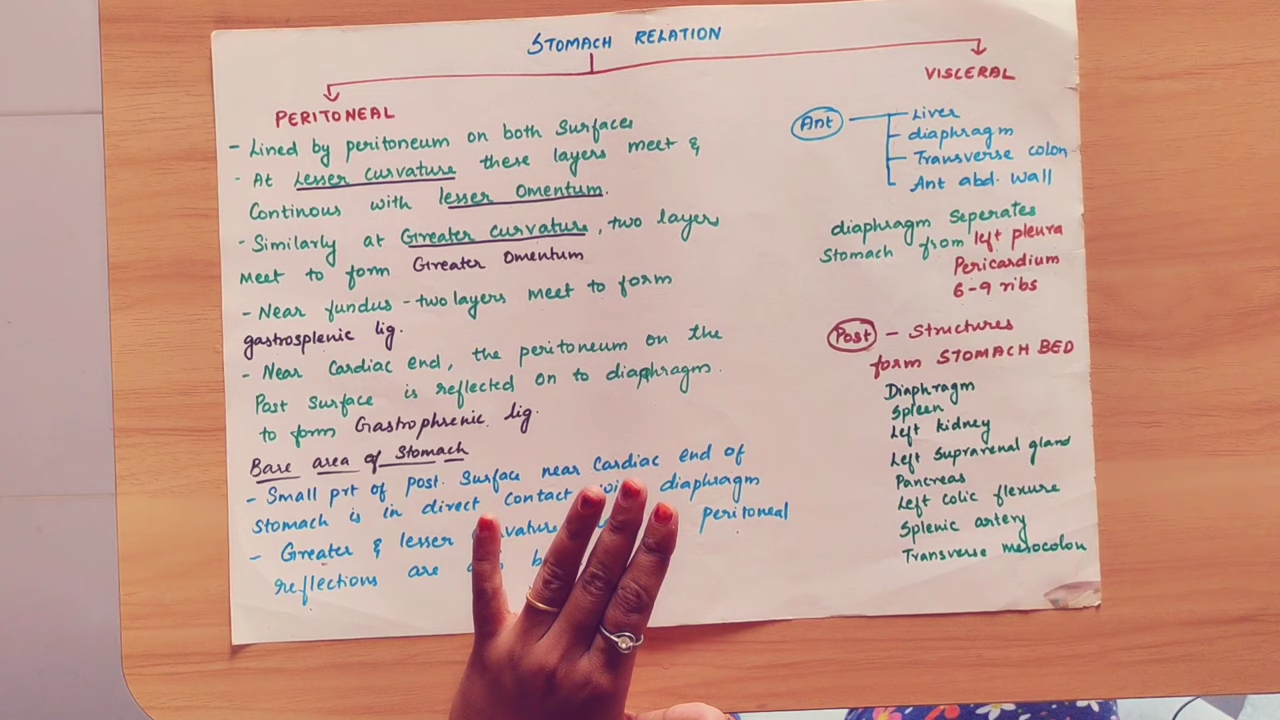 STOMACH RELATION
PERITONEAL
- Lined by peritoneum on both surfaces
- At Lesser curvature these layers meet &
Continous with lesser Omentum.
- Similarly at Greater curvature, two layers
meet to form Greater Omentum
- Near fundus - two layers meet to form
gastrosplenic lig.
- Near Cardiac end, the peritoneum on the
Post surface is reflected on to diaphragm.
to form Gastrophrenic lig.
Bare area of Stomach
- Small prt of post. Surface near Cardiac end of
Stomach is in direct contact diaphragm
- Greater & lesser peritoneal
reflections are
VISCERAL
Ant
Liver
diaphragm
Transverse colon
Ant abd. wall
diaphragm Seperates
Stomach from left pleura
Pericardium
6-9 ribs
Post - Structures
form STOMACH BED
Diaphragm
Spleen
Left kidney
Left Suprarenal gland
Pancreas
Left colic flexure
Splenic artery
Transverse mesocolon